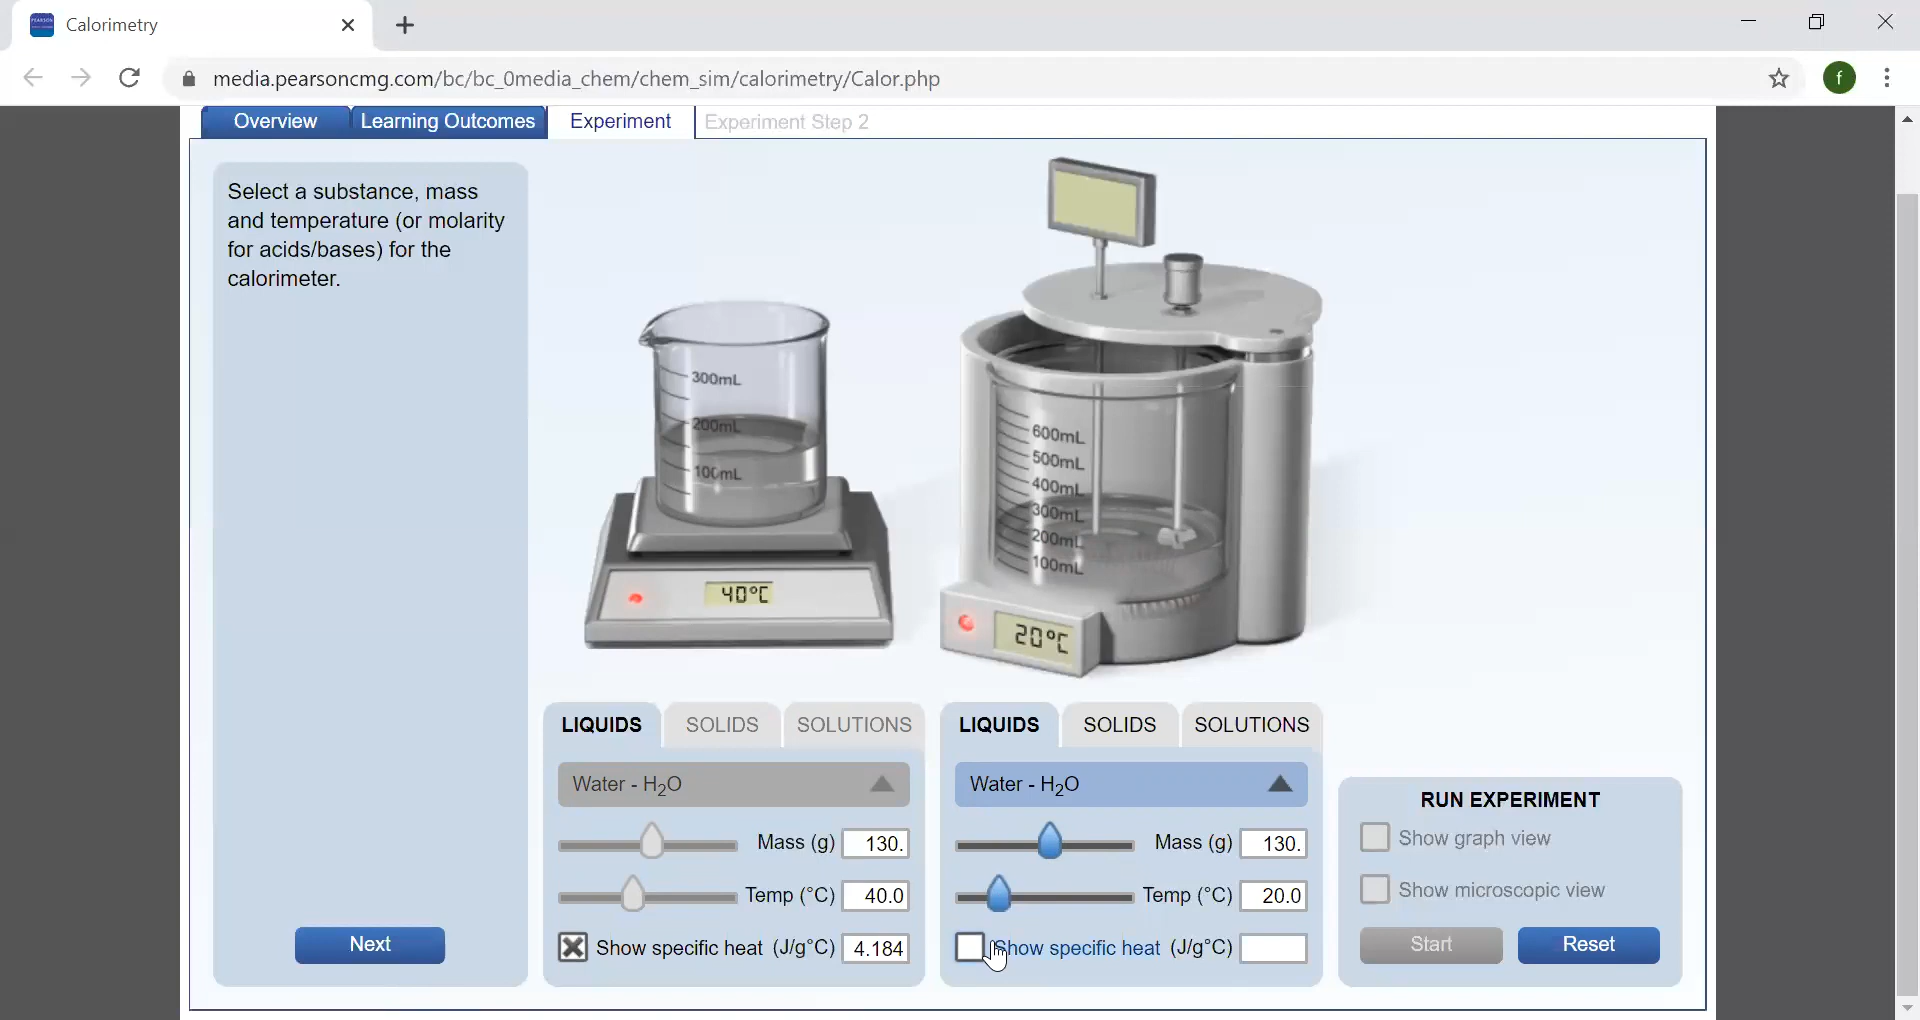 Calorimetry
media.pearsoncmg.com/bc/bc_0media_chem/chem_sim/calorimetry/Calor.php
f
Overview
Learning Outcomes
Experiment
Experiment Step 2
Select a substance, mass
and temperature (or molarity
for acids/bases) for the
calorimeter.
Next
300mL
200mL
100mL
40°C
600mL
500mL
400mL
300mL
200mL
100mL
20°C
LIQUIDS
SOLIDS
SOLUTIONS
Water - H₂O
Mass (g)
130.
Temp (°C)
40.0
Show specific heat (J/g°C)
4.184
LIQUIDS
SOLIDS
SOLUTIONS
Water - H₂O
Mass (g)
130.
Temp (°C)
20.0
Show specific heat (J/g°C)
RUN EXPERIMENT
Show graph view
Show microscopic view
Start
Reset